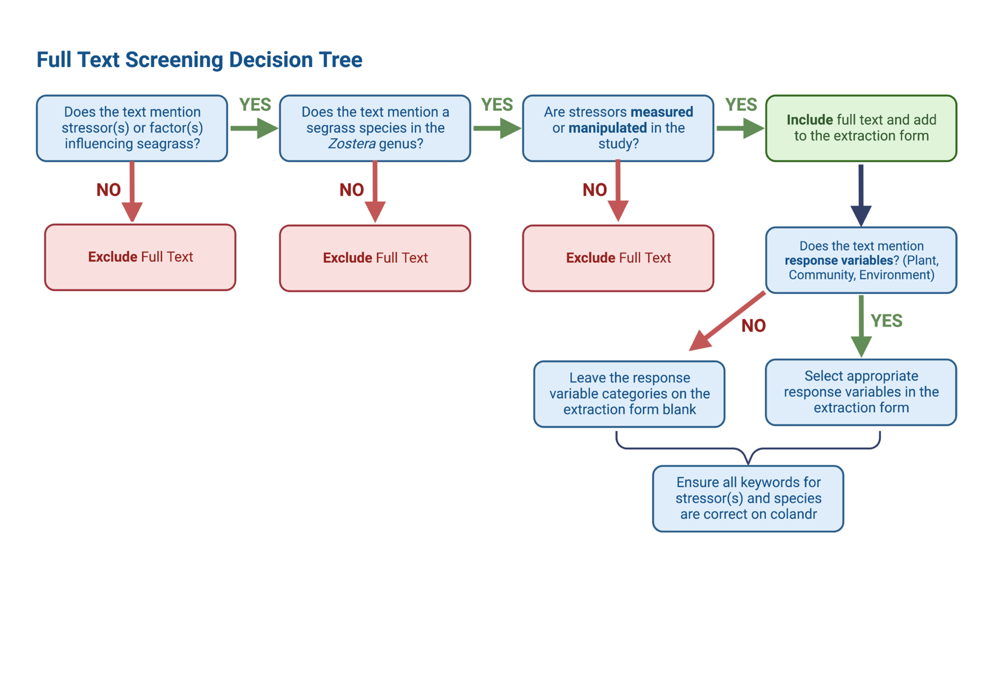 Full Text Screening Decision Tree
Does the text mention
stressor(s) or factor(s)
influencing seagrass?
YES
Does the text mention a
segrass species in the
Zostera genus?
YES
Are stressors measured
or manipulated in the
study?
YES
Include full text and add
to the extraction form
NO
NO
NO
Exclude Full Text
Exclude Full Text
Exclude Full Text
Does the text mention
response variables? (Plant,
Community, Environment)
NO
YES
Leave the response
variable categories on the
extraction form blank
Select appropriate
response variables in the
extraction form
Ensure all keywords for
stressor(s) and species
are correct on colandr